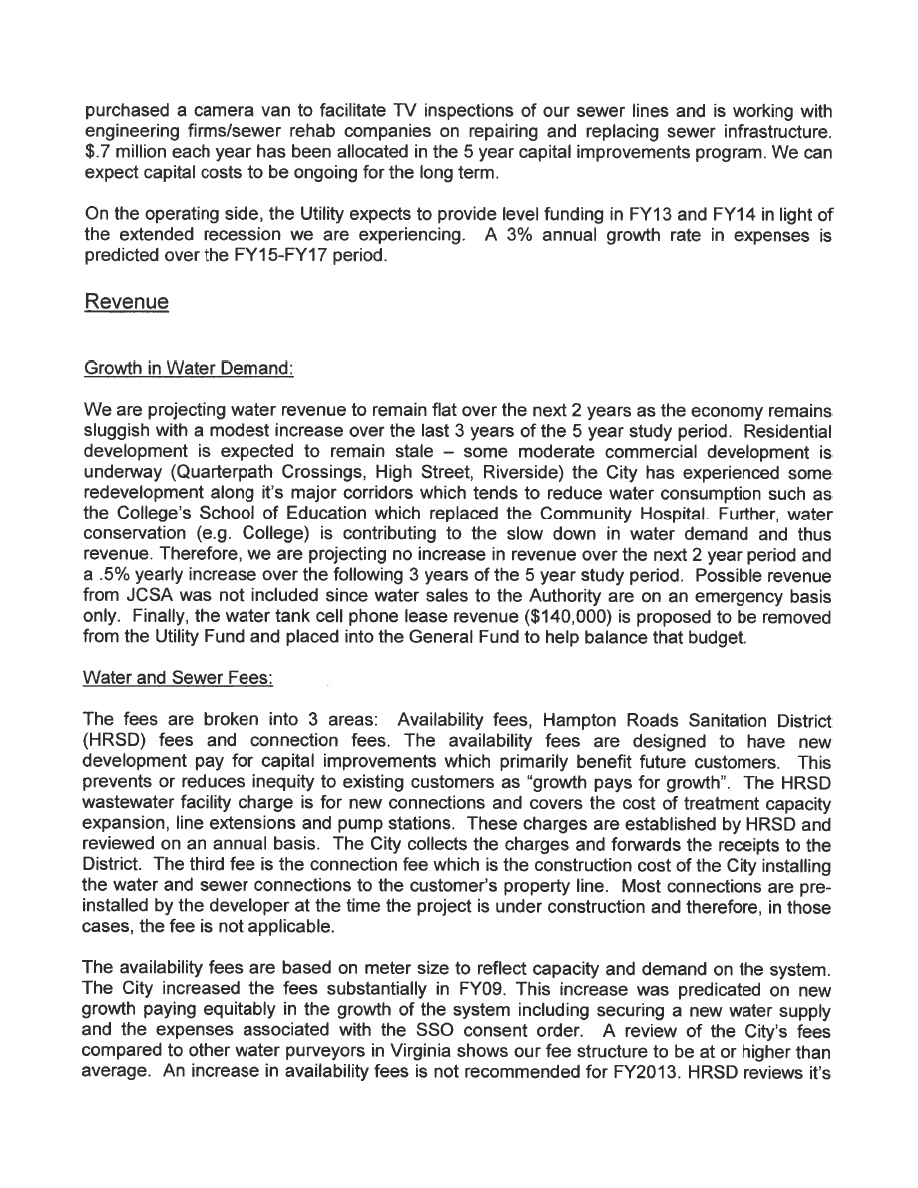 purchased a camera van to facilitate TV inspections of our sewer lines and is working with
engineering firms/sewer rehab companies on repairing and replacing sewer infrastructure.
$.7 million each year has been allocated in the 5 year capital improvements program. We can
expect capital costs to be ongoing for the long term.
On the operating side, the Utility expects to provide level funding in FY13 and FY14 in light of
the extended recession we are experiencing. A 3% annual growth rate in expenses is
predicted over the FY15-FY17 period.
Revenue
Growth in Water Demand:
We are projecting water revenue to remain flat over the next 2 years as the economy remains
sluggish with a modest increase over the last 3 years of the 5 year study period. Residential
development is expected to remain stale – some moderate commercial development is
underway (Quarterpath Crossings, High Street, Riverside) the City has experienced some
redevelopment along it's major corridors which tends to reduce water consumption such as
the College's School of Education which replaced the Community Hospital. Further, water
conservation (e.g. College) is contributing to the slow down in water demand and thus
revenue. Therefore, we are projecting no increase in revenue over the next 2 year period and
a .5% yearly increase over the following 3 years of the 5 year study period. Possible revenue
from JCSA was not included since water sales to the Authority are on an emergency basis
only. Finally, the water tank cell phone lease revenue ($140,000) is proposed to be removed
from the Utility Fund and placed into the General Fund to help balance that budget.
Water and Sewer Fees:
The fees are broken into 3 areas: Availability fees, Hampton Roads Sanitation District
(HRSD) fees and connection fees. The availability fees are designed to have new
development pay for capital improvements which primarily benefit future customers. This
prevents or reduces inequity to existing customers as “growth pays for growth”. The HRSD
wastewater facility charge is for new connections and covers the cost of treatment capacity
expansion, line extensions and pump stations. These charges are established by HRSD and
reviewed on an annual basis. The City collects the charges and forwards the receipts to the
District. The third fee is the connection fee which is the construction cost of the City installing
the water and sewer connections to the customer's property line. Most connections are pre-
installed by the developer at the time the project is under construction and therefore, in those
cases, the fee is not applicable.
The availability fees are based on meter size to reflect capacity and demand on the system.
The City increased the fees substantially in FY09. This increase was predicated on new
growth paying equitably in the growth of the system including securing a new water supply
and the expenses associated with the SSO consent order. A review of the City's fees
compared to other water purveyors in Virginia shows our fee structure to be at or higher than
average. An increase in availability fees is not recommended for FY2013. HRSD reviews it's